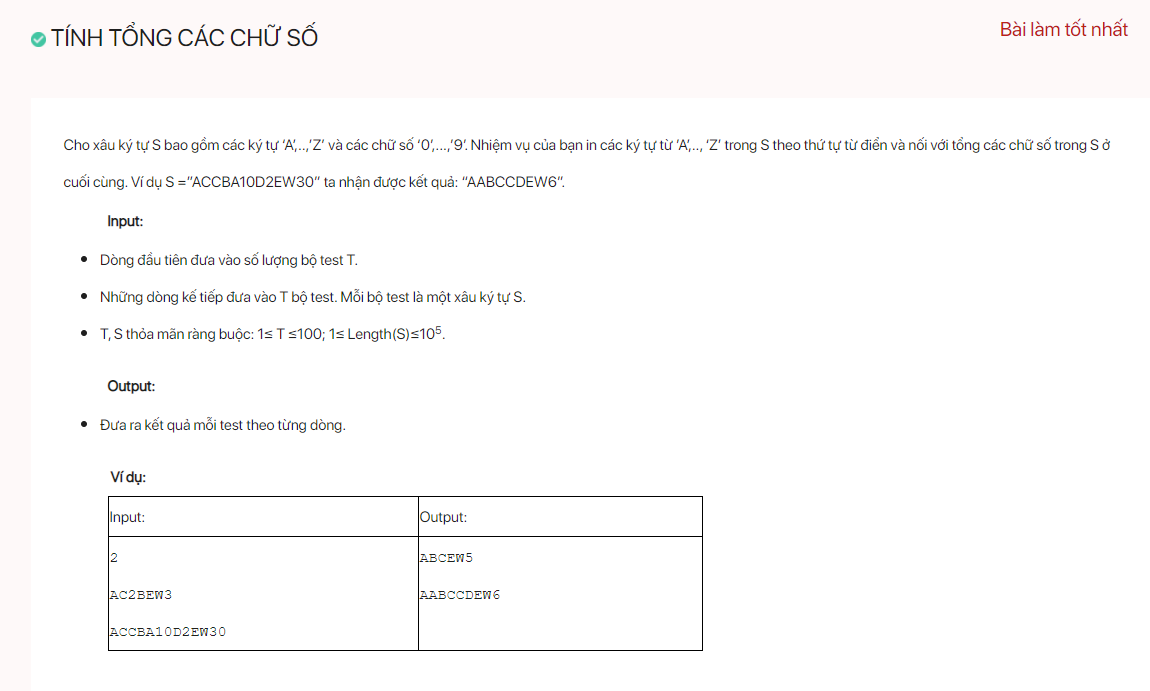 TÍNH TỔNG CÁC CHỮ SỐ
Bài làm tốt nhất
Cho xâu ký tự S bao gồm các ký tự ‘A’,..,’Z’ và các chữ số ‘0’,…,’9’. Nhiệm vụ của bạn in các ký tự từ ‘A’,.., ‘Z’ trong S theo thứ tự từ điển và nối với tổng các chữ số trong S ở
cuối cùng. Ví dụ S =”ACCBA10D2EW30” ta nhận được kết quả: “AABCCDEW6”.
Input:
• Dòng đầu tiên đưa vào số lượng bộ test T.
• Những dòng kế tiếp đưa vào T bộ test. Mỗi bộ test là một xâu ký tự S.
• T, S thỏa mãn ràng buộc: 1≤ T ≤100; 1≤ Length(S)≤10⁵.
Output:
• Đưa ra kết quả mỗi test theo từng dòng.
Ví dụ:
Input: Output:
2 ABCEW5
AC2BEW3 AABCCDEW6
ACCBA10D2EW30